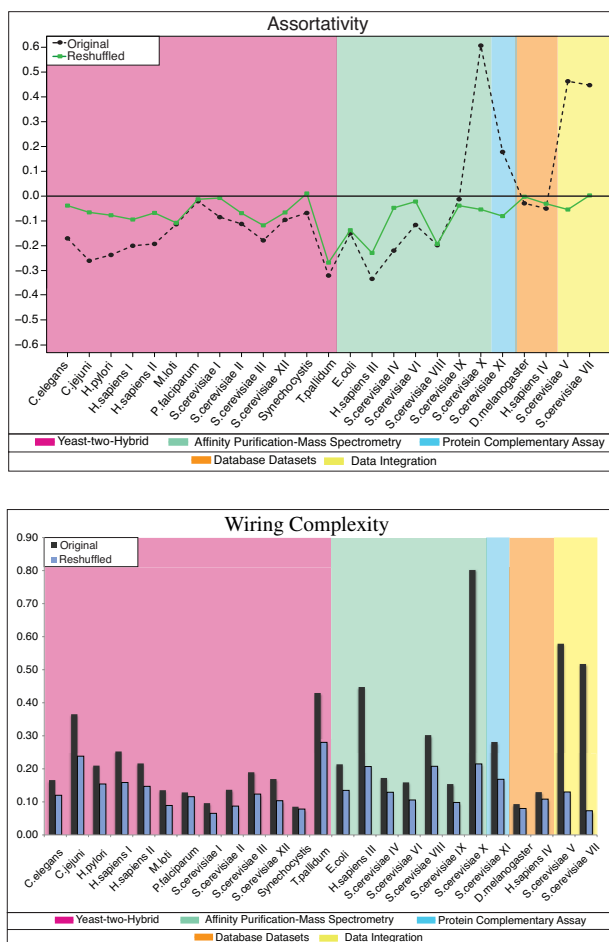 Assortativity
Original
Reshuffled
0.6
0.5
0.4
0.3
0.2
0.1
0.0
−0.1
−0.2
−0.3
−0.4
−0.5
−0.6
C.elegans
C.jejuni
H.pylori
H.sapiens I
H.sapiens II
M.loti
P.falciparum
S.cerevisiae I
S.cerevisiae II
S.cerevisiae III
S.cerevisiae XII
Synechocystis
T.pallidum
E.coli
H.sapiens III
S.cerevisiae IV
S.cerevisiae VI
S.cerevisiae VIII
S.cerevisiae IX
S.cerevisiae X
S.cerevisiae XI
D.melanogaster
H.sapiens IV
S.cerevisiae V
S.cerevisiae VII
Yeast-two-Hybrid Affinity Purification-Mass Spectrometry Protein Complementary Assay
Database Datasets Data Integration
Wiring Complexity
Original
Reshuffled
0.90
0.80
0.70
0.60
0.50
0.40
0.30
0.20
0.10
0.00
C.elegans
C.jejuni
H.pylori
H.sapiens I
H.sapiens II
M.loti
P.falciparum
S.cerevisiae I
S.cerevisiae II
S.cerevisiae III
S.cerevisiae XII
Synechocystis
T.pallidum
E.coli
H.sapiens III
S.cerevisiae IV
S.cerevisiae VI
S.cerevisiae VIII
S.cerevisiae IX
S.cerevisiae X
S.cerevisiae XI
D.melanogaster
H.sapiens IV
S.cerevisiae V
S.cerevisiae VII
Yeast-two-Hybrid Affinity Purification-Mass Spectrometry Protein Complementary Assay
Database Datasets Data Integration